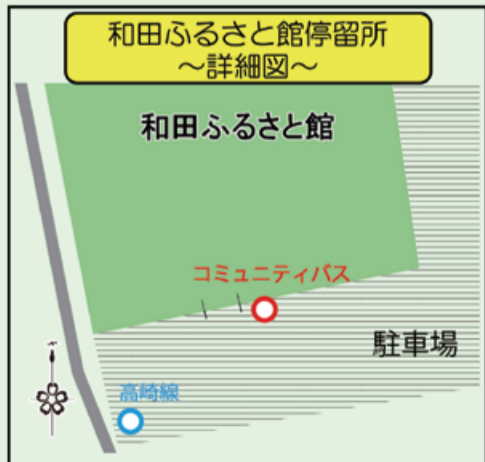 和田ふるさと館停留所
～詳細図～
和田ふるさと館
コミュニティバス
駐車場
高崎線